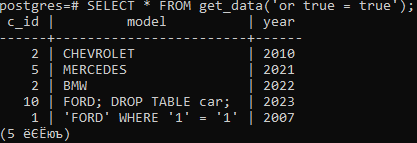 postgres=# SELECT * FROM get_data('or true = true');
c_id | model | year
------+------------------------+------
2 | CHEVROLET | 2010
5 | MERCEDES | 2021
2 | BMW | 2022
10 | FORD; DROP TABLE car; | 2023
1 | 'FORD' WHERE '1' = '1' | 2007
(5 ёЄЁюъ)